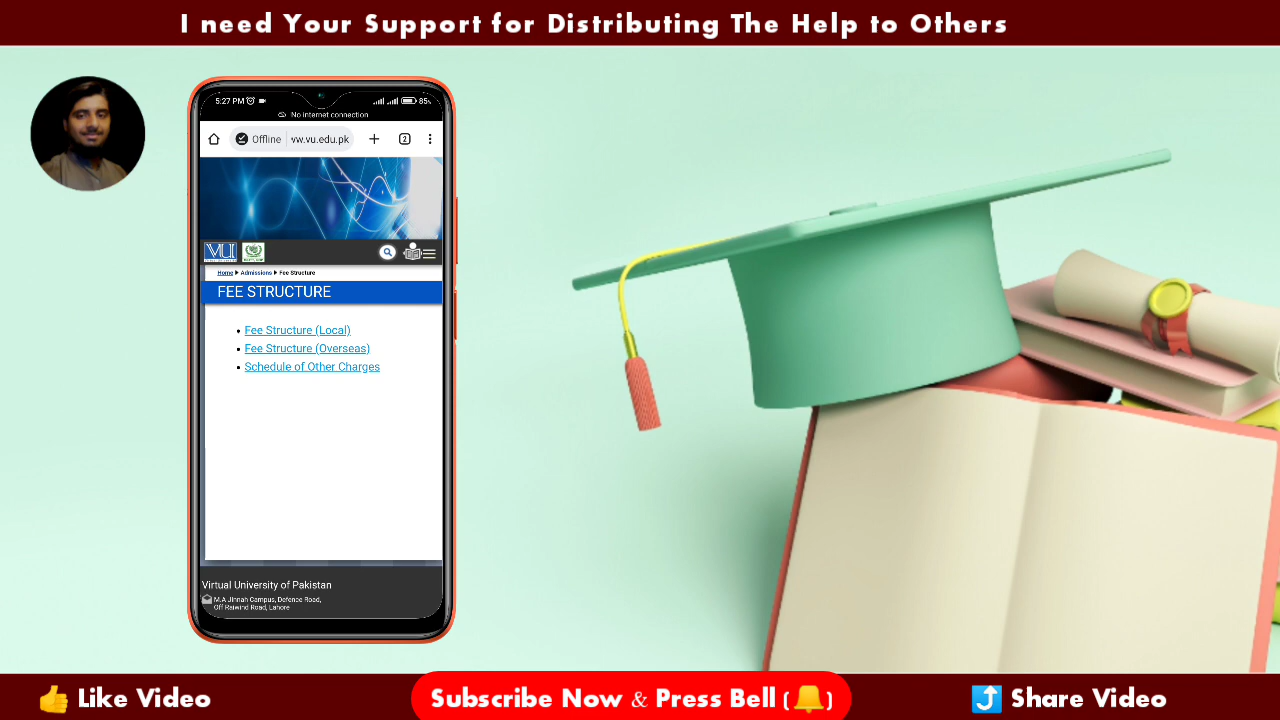 I need Your Support for Distributing The Help to Others
5:27 PM 85%
No internet connection
Offline vw.vu.edu.pk + 2
VU
Home Admissions Fee Structure
FEE STRUCTURE
• Fee Structure (Local)
• Fee Structure (Overseas)
• Schedule of Other Charges
Virtual University of Pakistan
M.A Jinnah Campus, Defence Road,
Off Raiwind Road, Lahore
👍 Like Video
Subscribe Now & Press Bell (🔔)
⤴️ Share Video